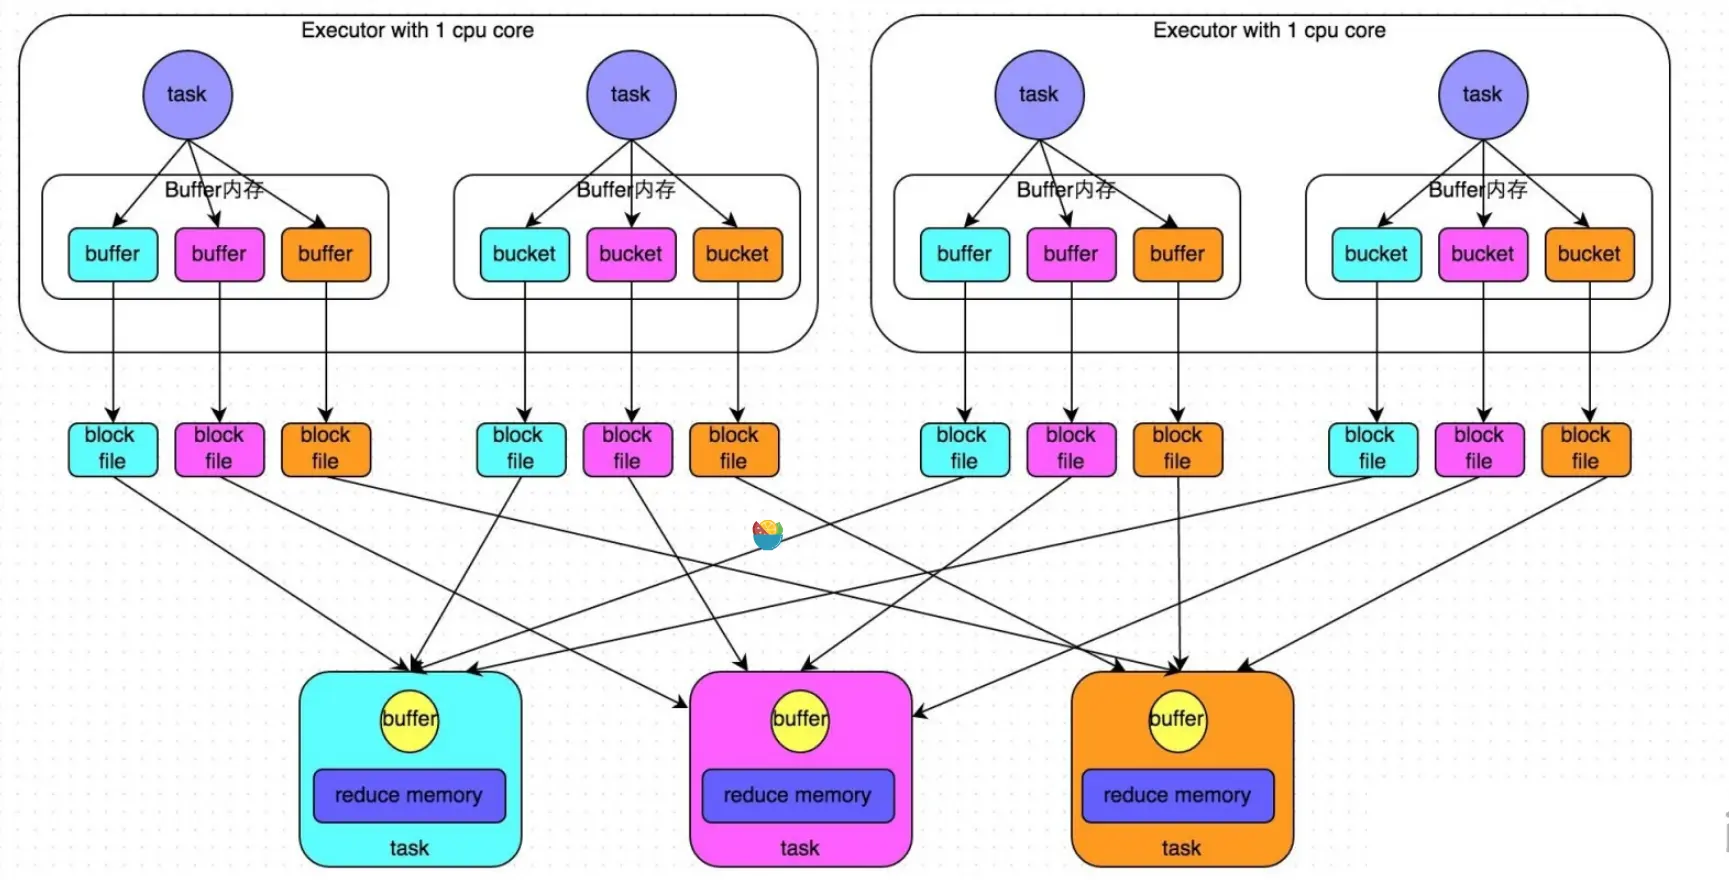 Executor with 1 cpu core
Executor with 1 cpu core
task
task
task
task
Buffer内存
Buffer内存
Buffer内存
Buffer内存
buffer
buffer
buffer
bucket
bucket
bucket
buffer
buffer
buffer
bucket
bucket
bucket
block
file
block
file
block
file
block
file
block
file
block
file
block
file
block
file
block
file
block
file
block
file
block
file
buffer
buffer
buffer
reduce memory
reduce memory
reduce memory
task
task
task